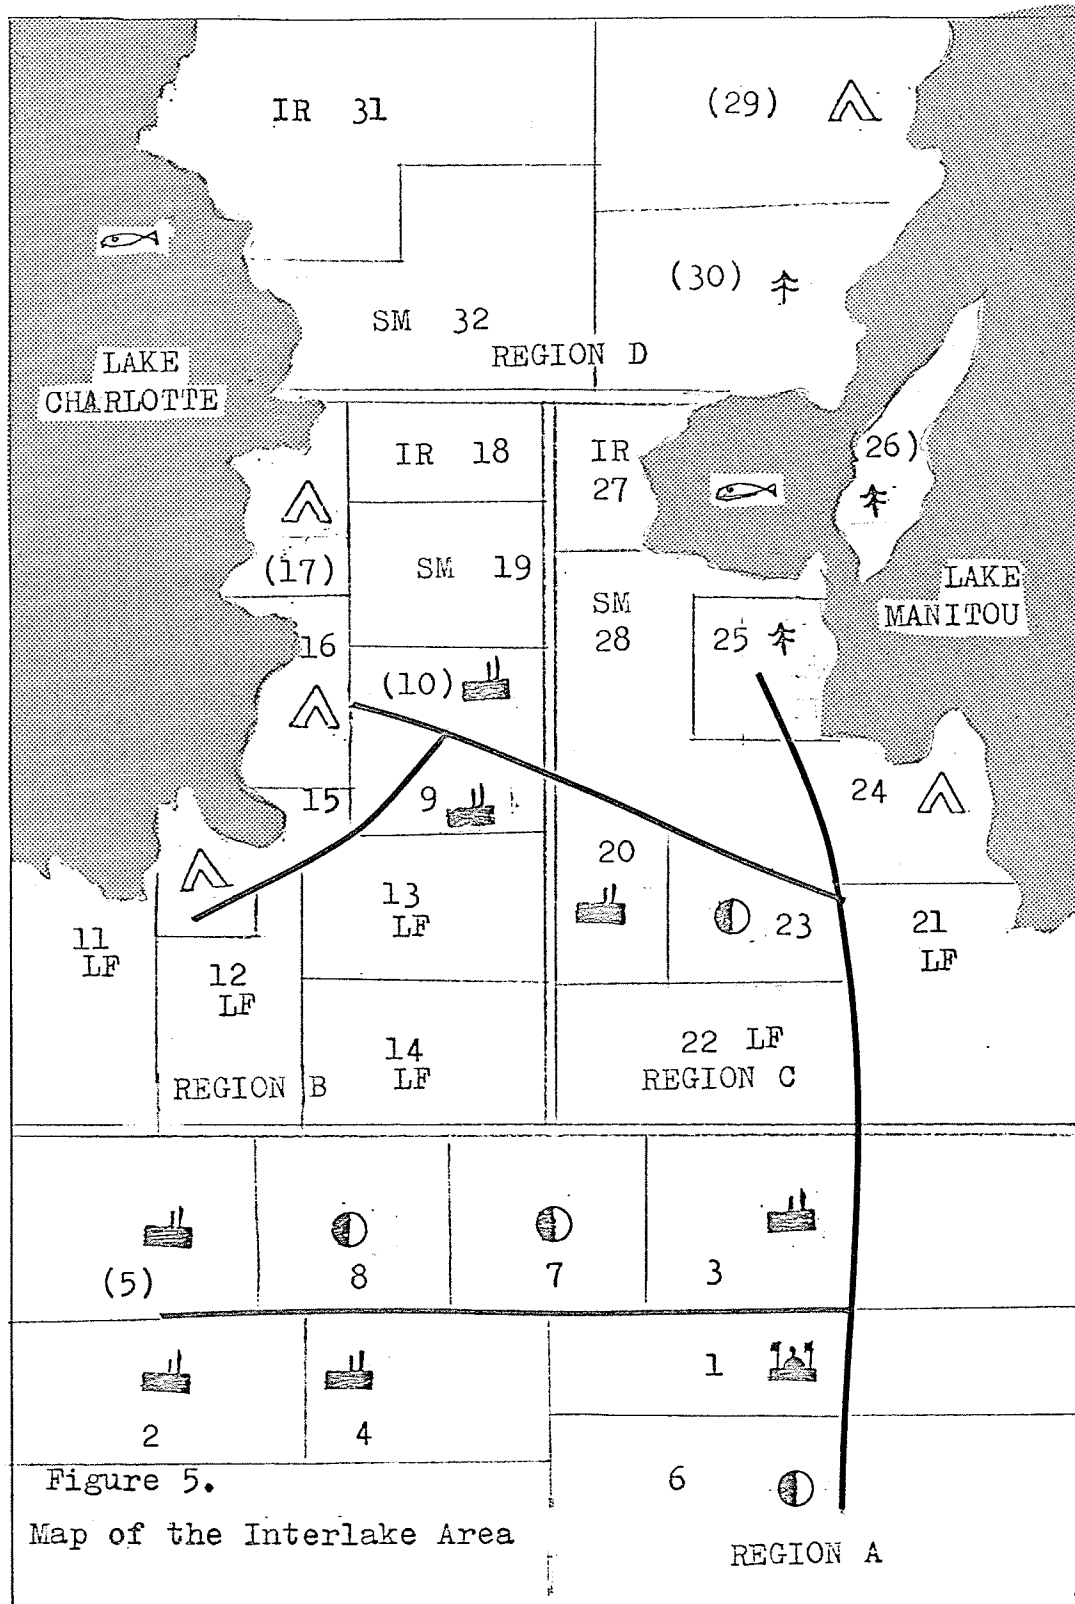 IR 31
(29)
(30)
SM 32
REGION D
LAKE
CHARLOTTE
IR 18
IR
27
26)
(17)
SM 19
SM
28
25
LAKE
MANITOU
16
(10)
15
9
24
20
13
LF
23
21
LF
11
LF
12
LF
14
LF
22 LF
REGION B
REGION C
(5)
8
7
3
1
2
4
6
Figure 5.
Map of the Interlake Area
REGION A